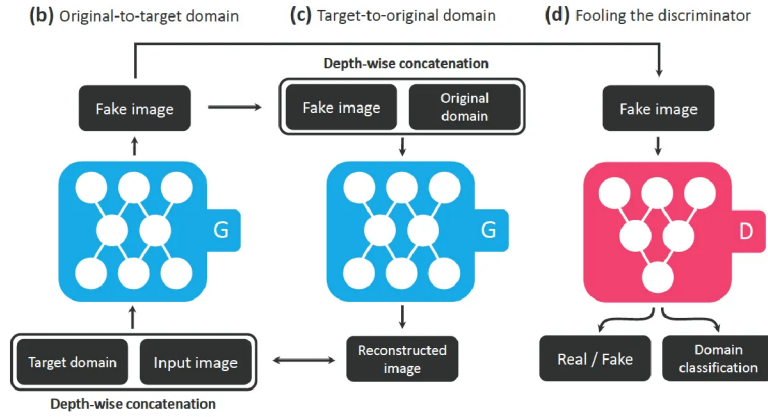 (b) Original-to-target domain
(c) Target-to-original domain
(d) Fooling the discriminator
Depth-wise concatenation
Fake image
Fake image
Original
domain
Fake image
G
G
D
Target domain
Input image
Reconstructed
image
Real / Fake
Domain
classification
Depth-wise concatenation